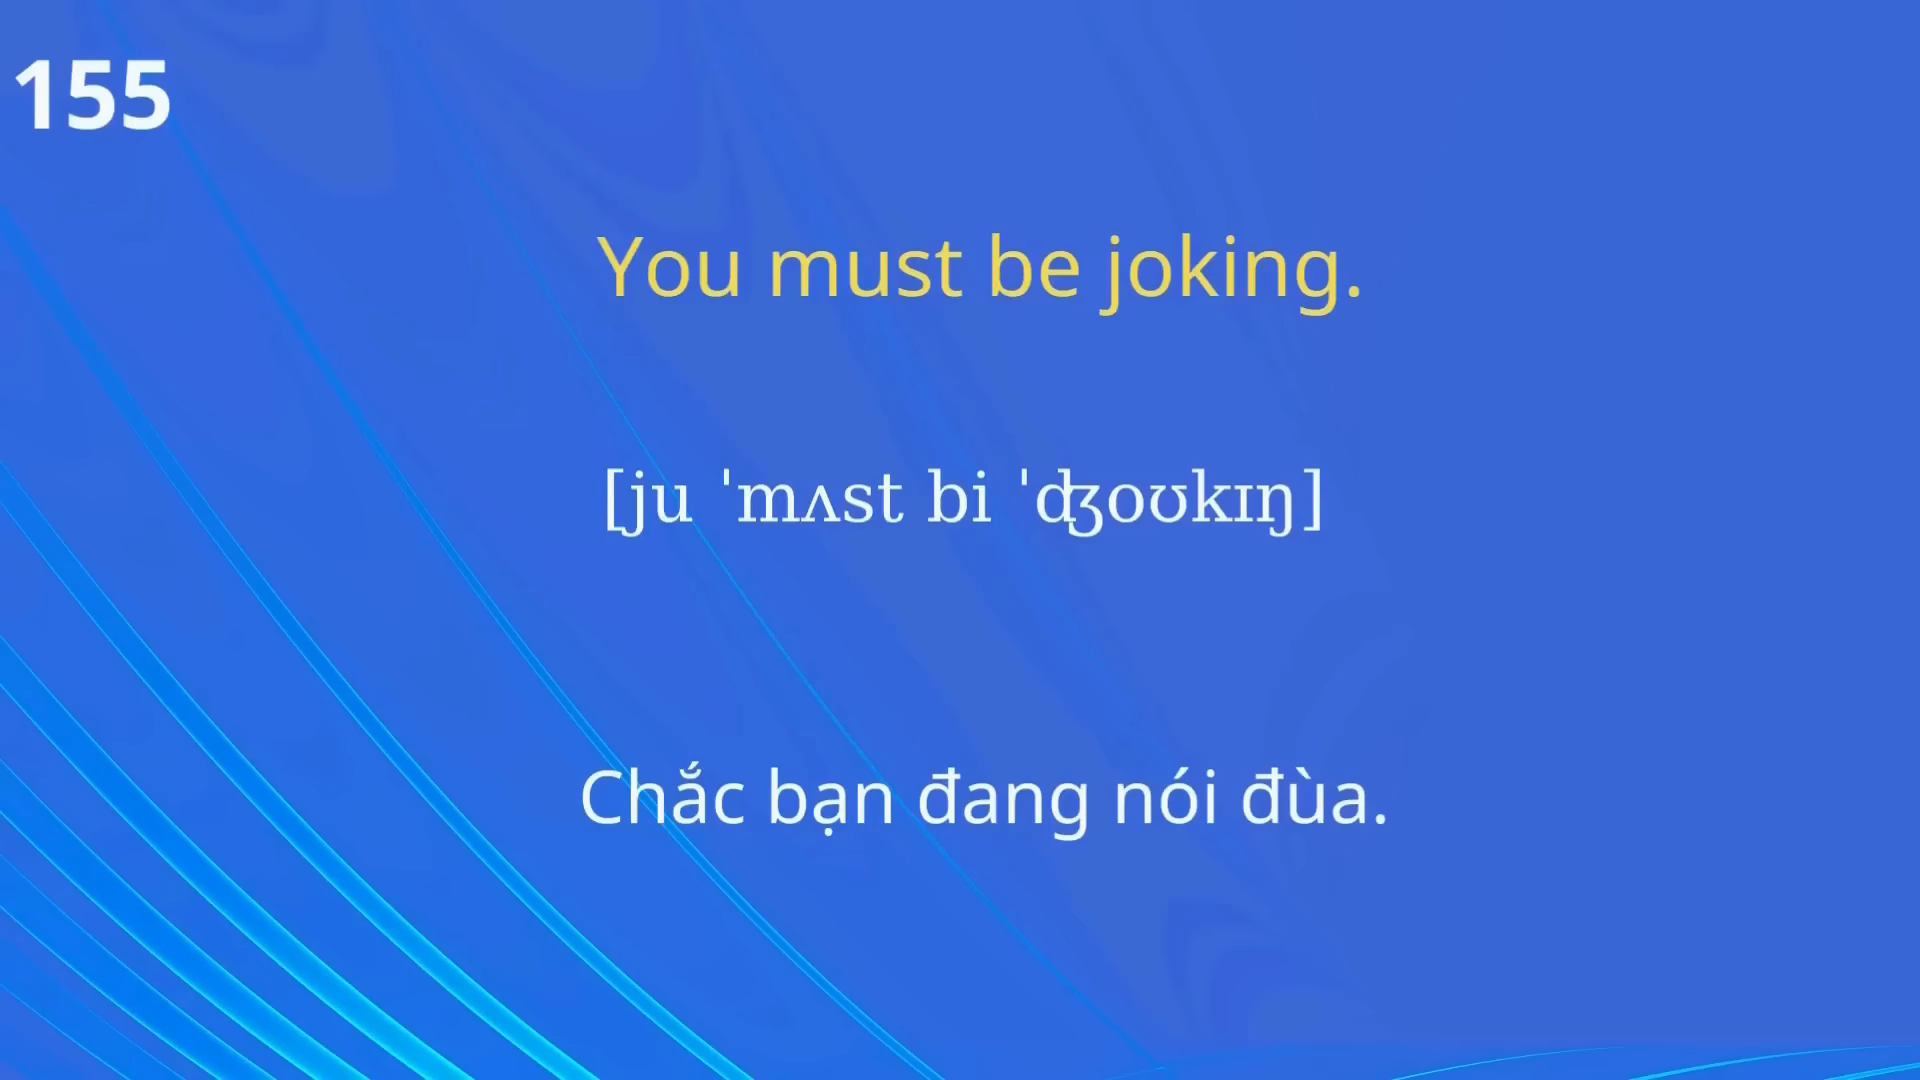 155
You must be joking.
[ju ˈmʌst bi ˈʤoʊkɪŋ]
Chắc bạn đang nói đùa.